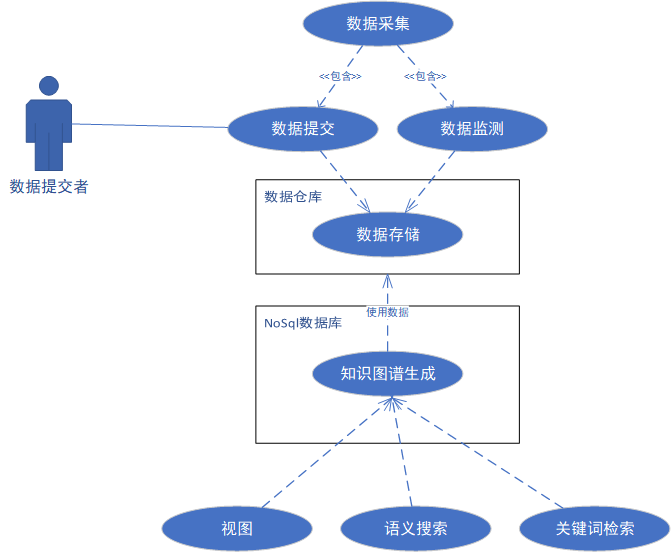 数据采集
<<包含>>
<<包含>>
数据提交
数据监测
数据提交者
数据仓库
数据存储
使用数据
NoSql数据库
知识图谱生成
视图
语义搜索
关键词检索